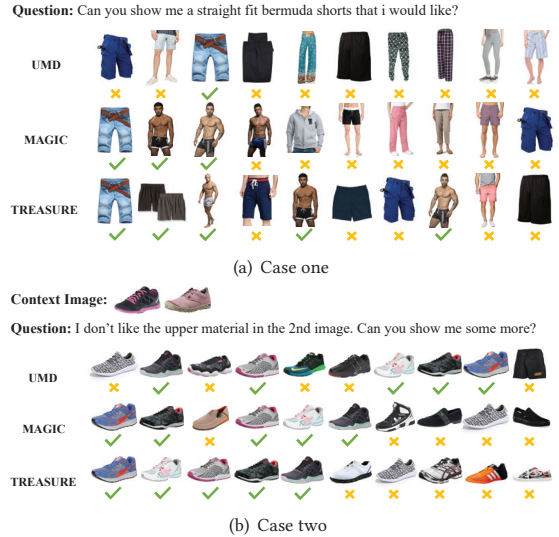 Question: Can you show me a straight fit bermuda shorts that i would like?
UMD
MAGIC
TREASURE
(a) Case one
Context Image:
Question: I don't like the upper material in the 2nd image. Can you show me some more?
UMD
MAGIC
TREASURE
(b) Case two